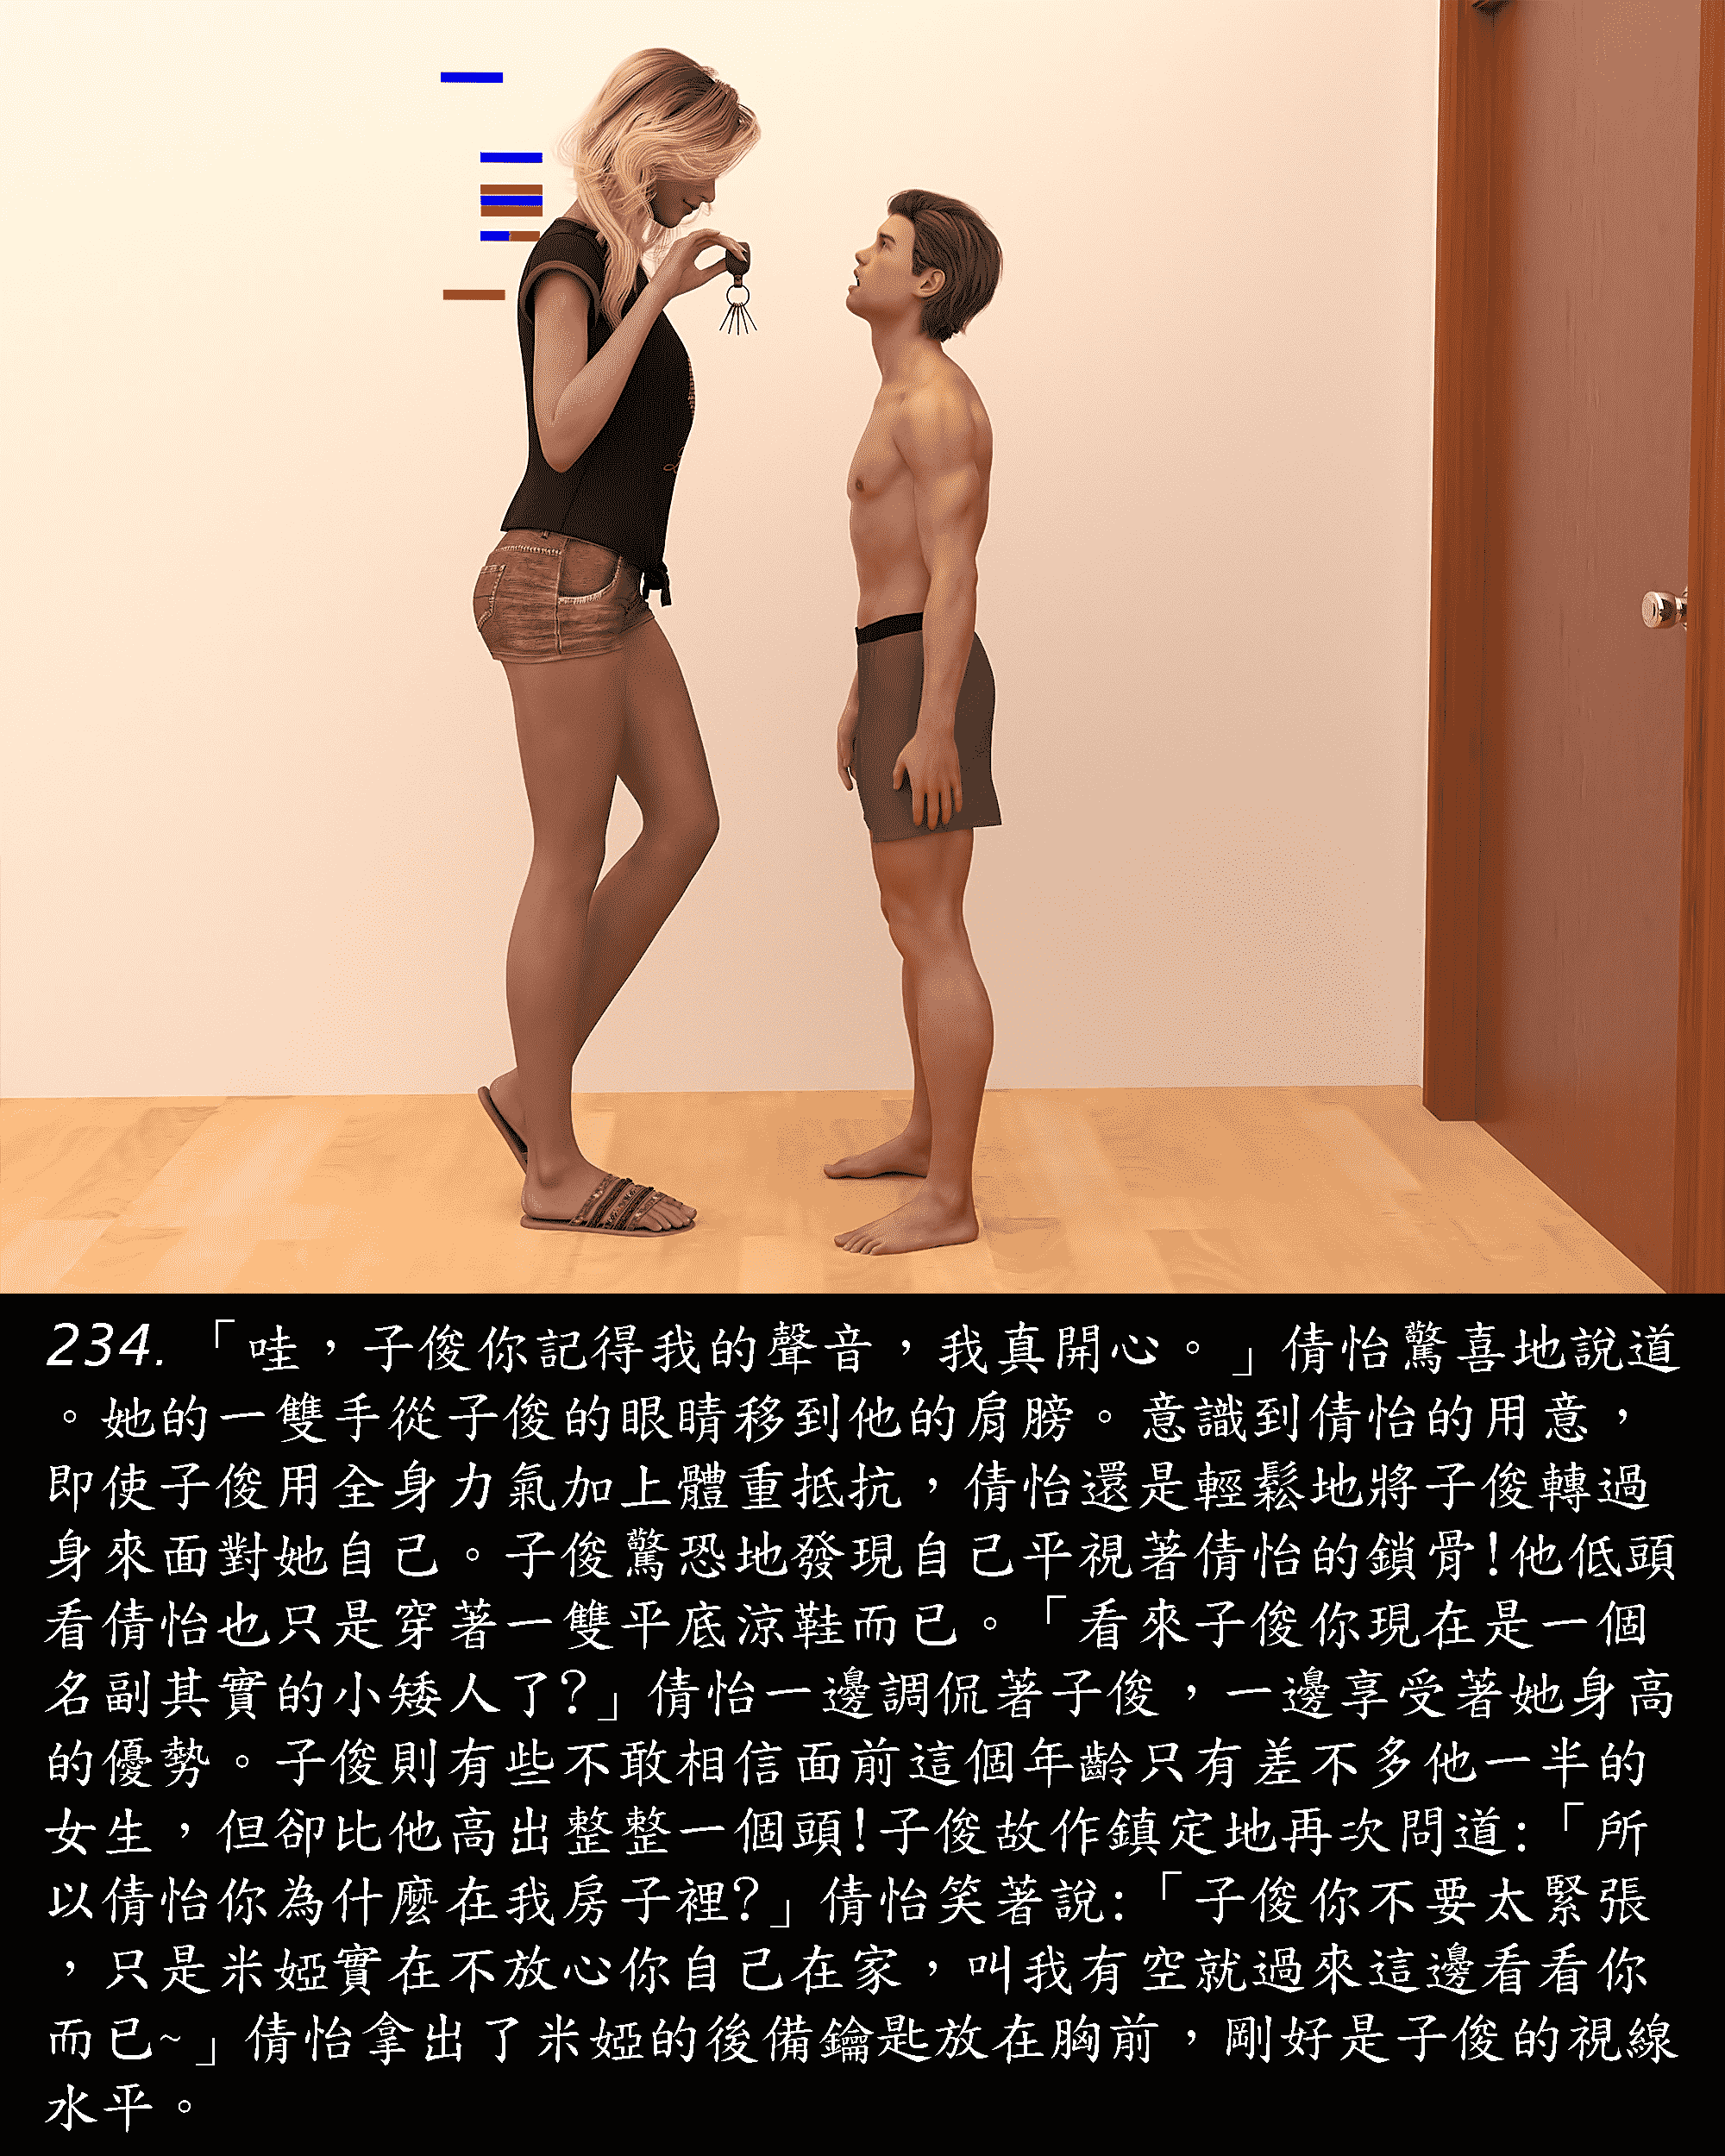 234. 「哇，子俊你記得我的聲音，我真開心。」倩怡驚喜地說道
。她的一雙手從子俊的眼睛移到他的肩膀。意識到倩怡的用意，
即使子俊用全身力氣加上體重抵抗，倩怡還是輕鬆地將子俊轉過
身來面對她自己。子俊驚恐地發現自己平視著倩怡的鎖骨!他低頭
看倩怡也只是穿著一雙平底涼鞋而已。「看來子俊你現在是一個
名副其實的小矮人了?」倩怡一邊調侃著子俊，一邊享受著她身高
的優勢。子俊則有些不敢相信面前這個年齡只有差不多他一半的
女生，但卻比他高出整整一個頭!子俊故作鎮定地再次問道:「所
以倩怡你為什麼在我房子裡?」倩怡笑著說:「子俊你不要太緊張
，只是米婭實在不放心你自己在家，叫我有空就過來這邊看看你
而已~」倩怡拿出了米婭的後備鑰匙放在胸前，剛好是子俊的視線
水平。